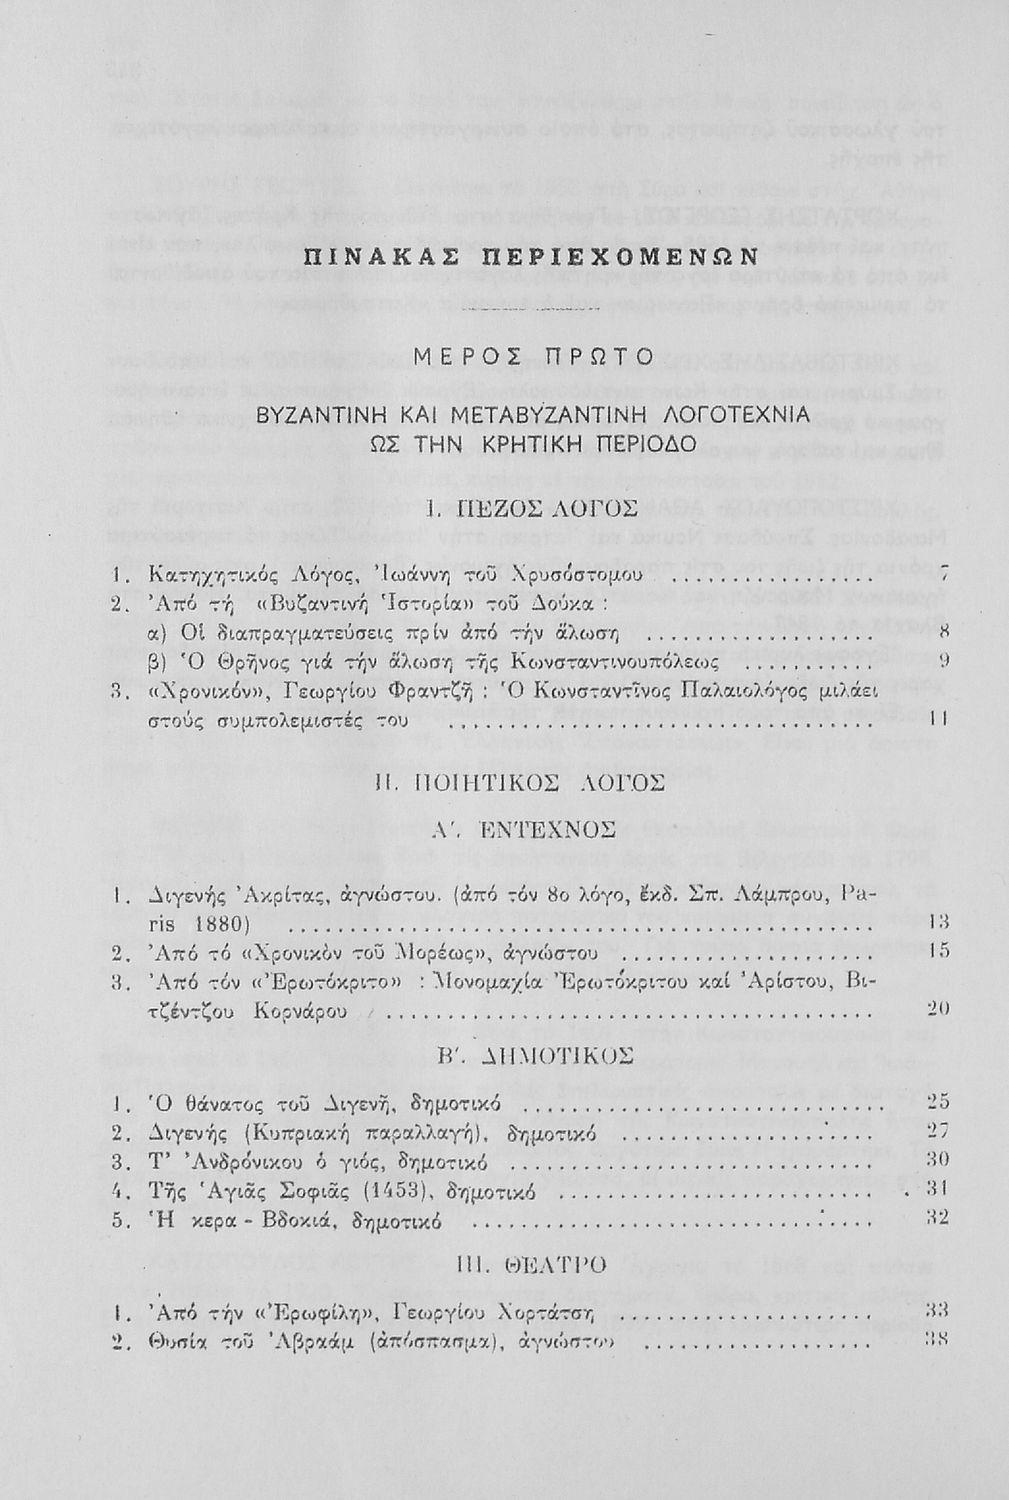 ΠΙΝΑΚΑΣ ΠΕΡΙΕΧΟΜΕΝΩΝ
ΜΕΡΟΣ ΠΡΩΤΟ
ΒΥΖΑΝΤΙΝΗ ΚΑΙ ΜΕΤΑΒΥΖΑΝΤΙΝΗ ΛΟΓΟΤΕΧΝΙΑ
ΩΣ ΤΗΝ ΚΡΗΤΙΚΗ ΠΕΡΙΟΔΟ
Ι. ΠΕΖΟΣ ΛΟΓΟΣ
1. Κατηχητικός Λόγος, Ἰωάννη τοῦ Χρυσόστομου ................ 7
2. Ἀπό τή «Βυζαντινή Ἱστορία» τοῦ Δούκα :
α) Οἱ διαπραγματεύσεις πρίν ἀπό τήν ἅλωση ................ 8
β) Ὁ Θρῆνος γιά τήν ἅλωση τῆς Κωνσταντινουπόλεως ........... 9
3. «Χρονικόν», Γεωργίου Φραντζῆ : Ὁ Κωνσταντῖνος Παλαιολόγος μιλάει
στούς συμπολεμιστές του .................................. 11
ΙΙ. ΠΟΙΗΤΙΚΟΣ ΛΟΓΟΣ
Α΄. ΕΝΤΕΧΝΟΣ
1. Διγενής Ἀκρίτας, ἀγνώστου. (ἀπό τόν 8ο λόγο, ἔκδ. Σπ. Λάμπρου, Pa-
ris 1880) ............................................. 13
2. Ἀπό τό «Χρονικὸν τοῦ Μορέως», ἀγνώστου .................... 15
3. Ἀπό τόν «Ἐρωτόκριτο» : Μονομαχία Ἐρωτόκριτου καί Ἀρίστου, Βι-
τζέντζου Κορνάρου ...................................... 20
Β΄. ΔΗΜΟΤΙΚΟΣ
1. Ὁ θάνατος τοῦ Διγενῆ, δημοτικό ................................ 25
2. Διγενής (Κυπριακή παραλλαγή), δημοτικό .................... 27
3. Τ' Ἀνδρόνικου ὁ γιός, δημοτικό .............................. 30
4. Τῆς Ἁγιᾶς Σοφιᾶς (1453), δημοτικό .......................... 31
5. Ἡ κερα - Βδοκιά, δημοτικό ................................ 32
ΙΙΙ. ΘΕΑΤΡΟ
1. Ἀπό τήν «Ἐρωφίλη», Γεωργίου Χορτάτση .................... 33
2. Θυσία τοῦ Ἀβραάμ (ἀπόσπασμα), ἀγνώστου .................. 38